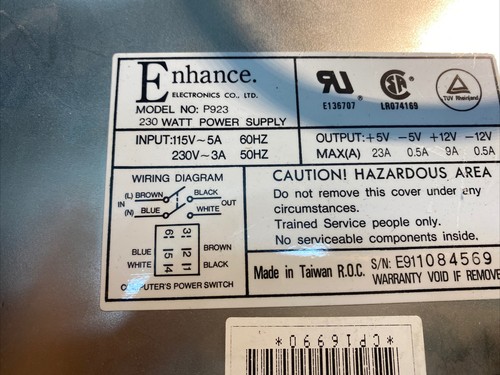 Enhance.
ELECTRONICS CO., LTD.
MODEL NO: P923
230 WATT POWER SUPPLY
E136707
LR074169
TÜV Rheinland
INPUT: 115V~5A 60HZ
230V~3A 50HZ
OUTPUT: +5V -5V +12V -12V
MAX(A) 23A 0.5A 9A 0.5A
WIRING DIAGRAM
(L) BROWN BLACK
IN OUT
(N) BLUE WHITE
BLUE BROWN
WHITE BLACK
COMPUTER'S POWER SWITCH
CAUTION! HAZARDOUS AREA
Do not remove this cover under eny
circumstances.
Trained Service people only.
No serviceable components inside.
Made in Taiwan R.O.C. S/N: E911084569
WARRANTY VOID IF REMOVE
*CP16990*